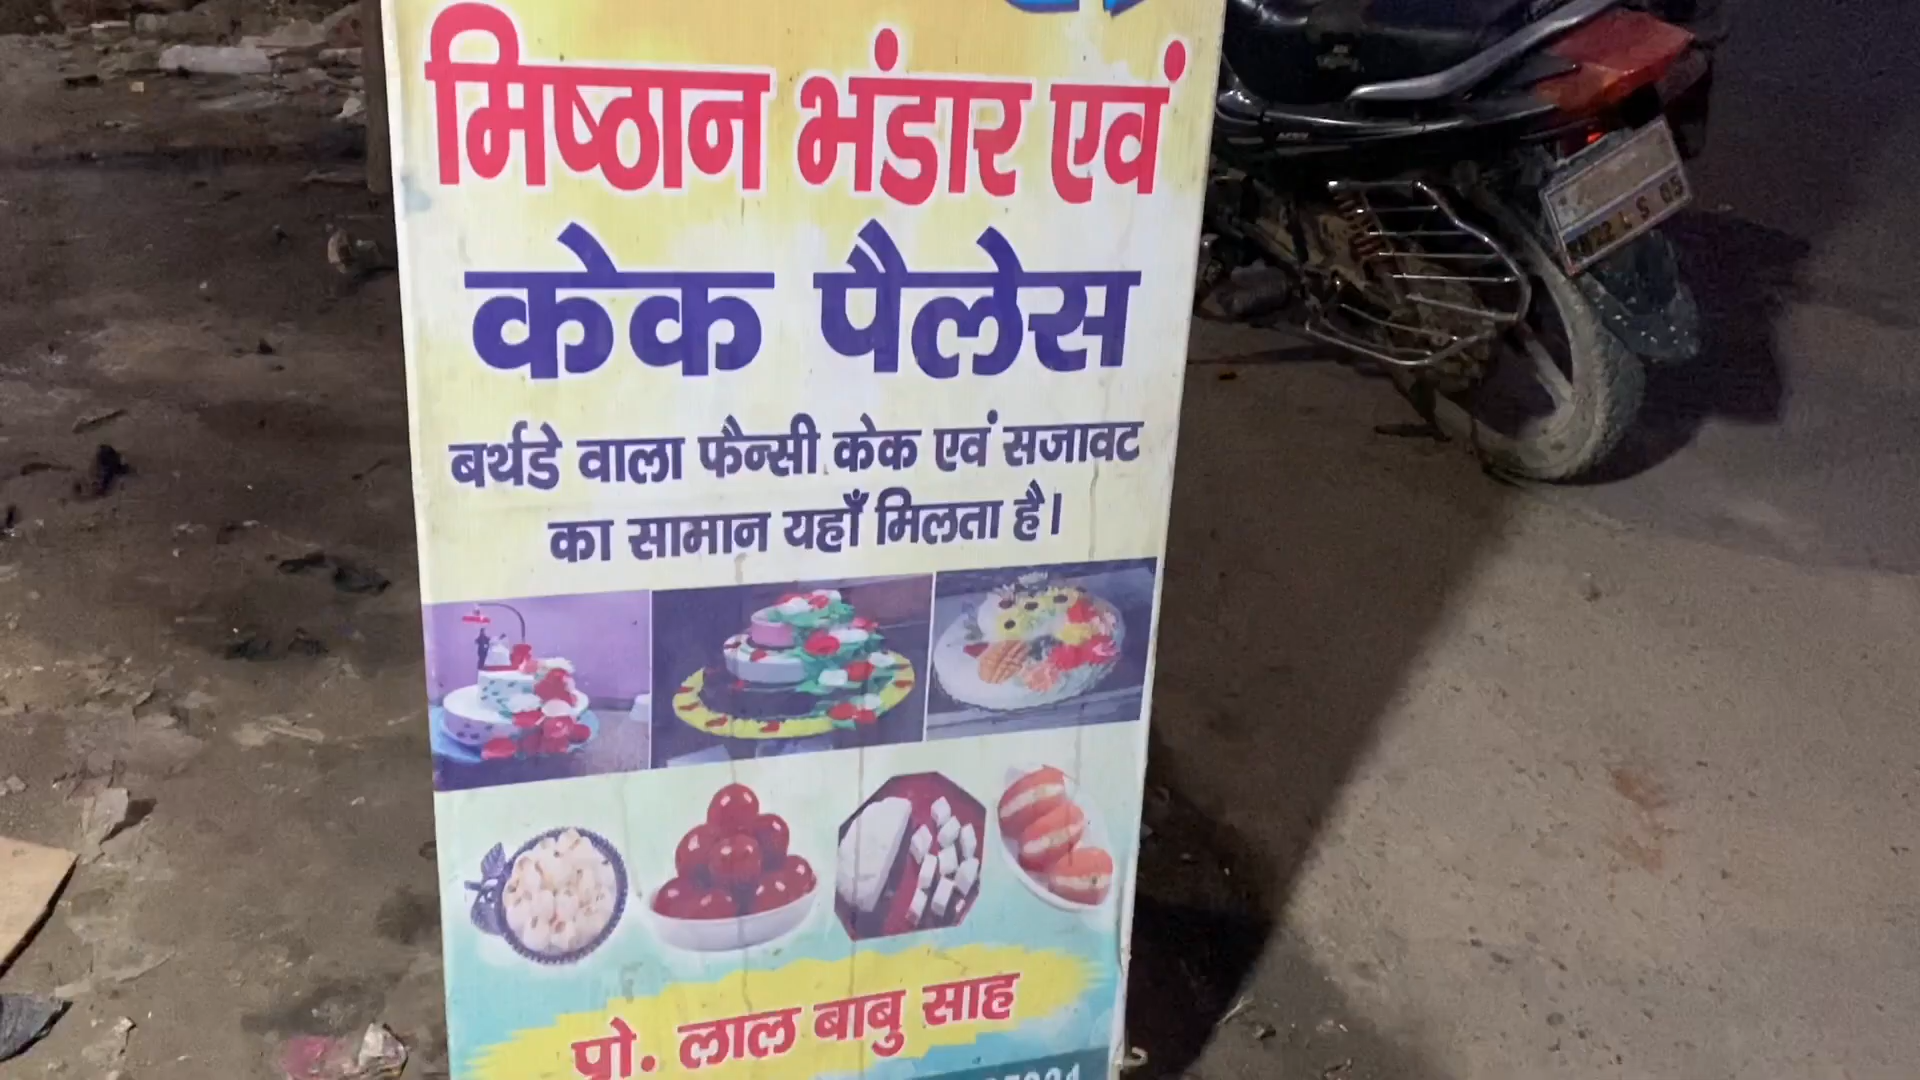 मिष्ठान भंडार एवं
केक पैलेस
बर्थडे वाला फैन्सी केक एवं सजावट
का सामान यहाँ मिलता है।
प्रो. लाल बाबु साह